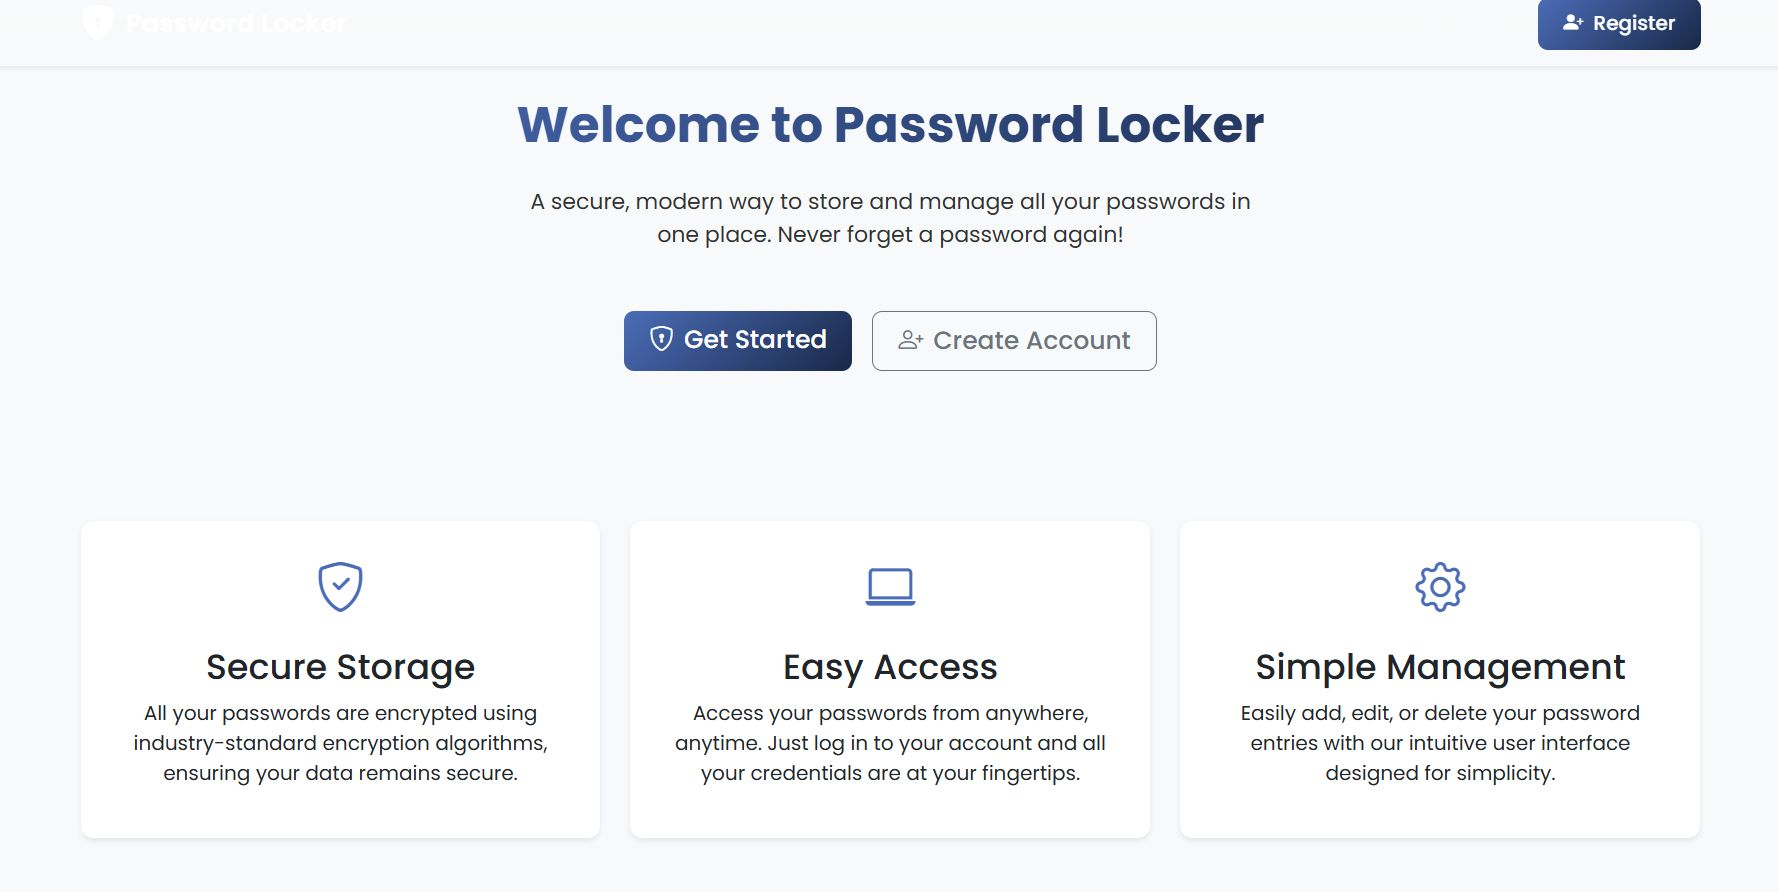 Password Locker
Register
Welcome to Password Locker
A secure, modern way to store and manage all your passwords in
one place. Never forget a password again!
Get Started
Create Account
Secure Storage
All your passwords are encrypted using
industry-standard encryption algorithms,
ensuring your data remains secure.
Easy Access
Access your passwords from anywhere,
anytime. Just log in to your account and all
your credentials are at your fingertips.
Simple Management
Easily add, edit, or delete your password
entries with our intuitive user interface
designed for simplicity.